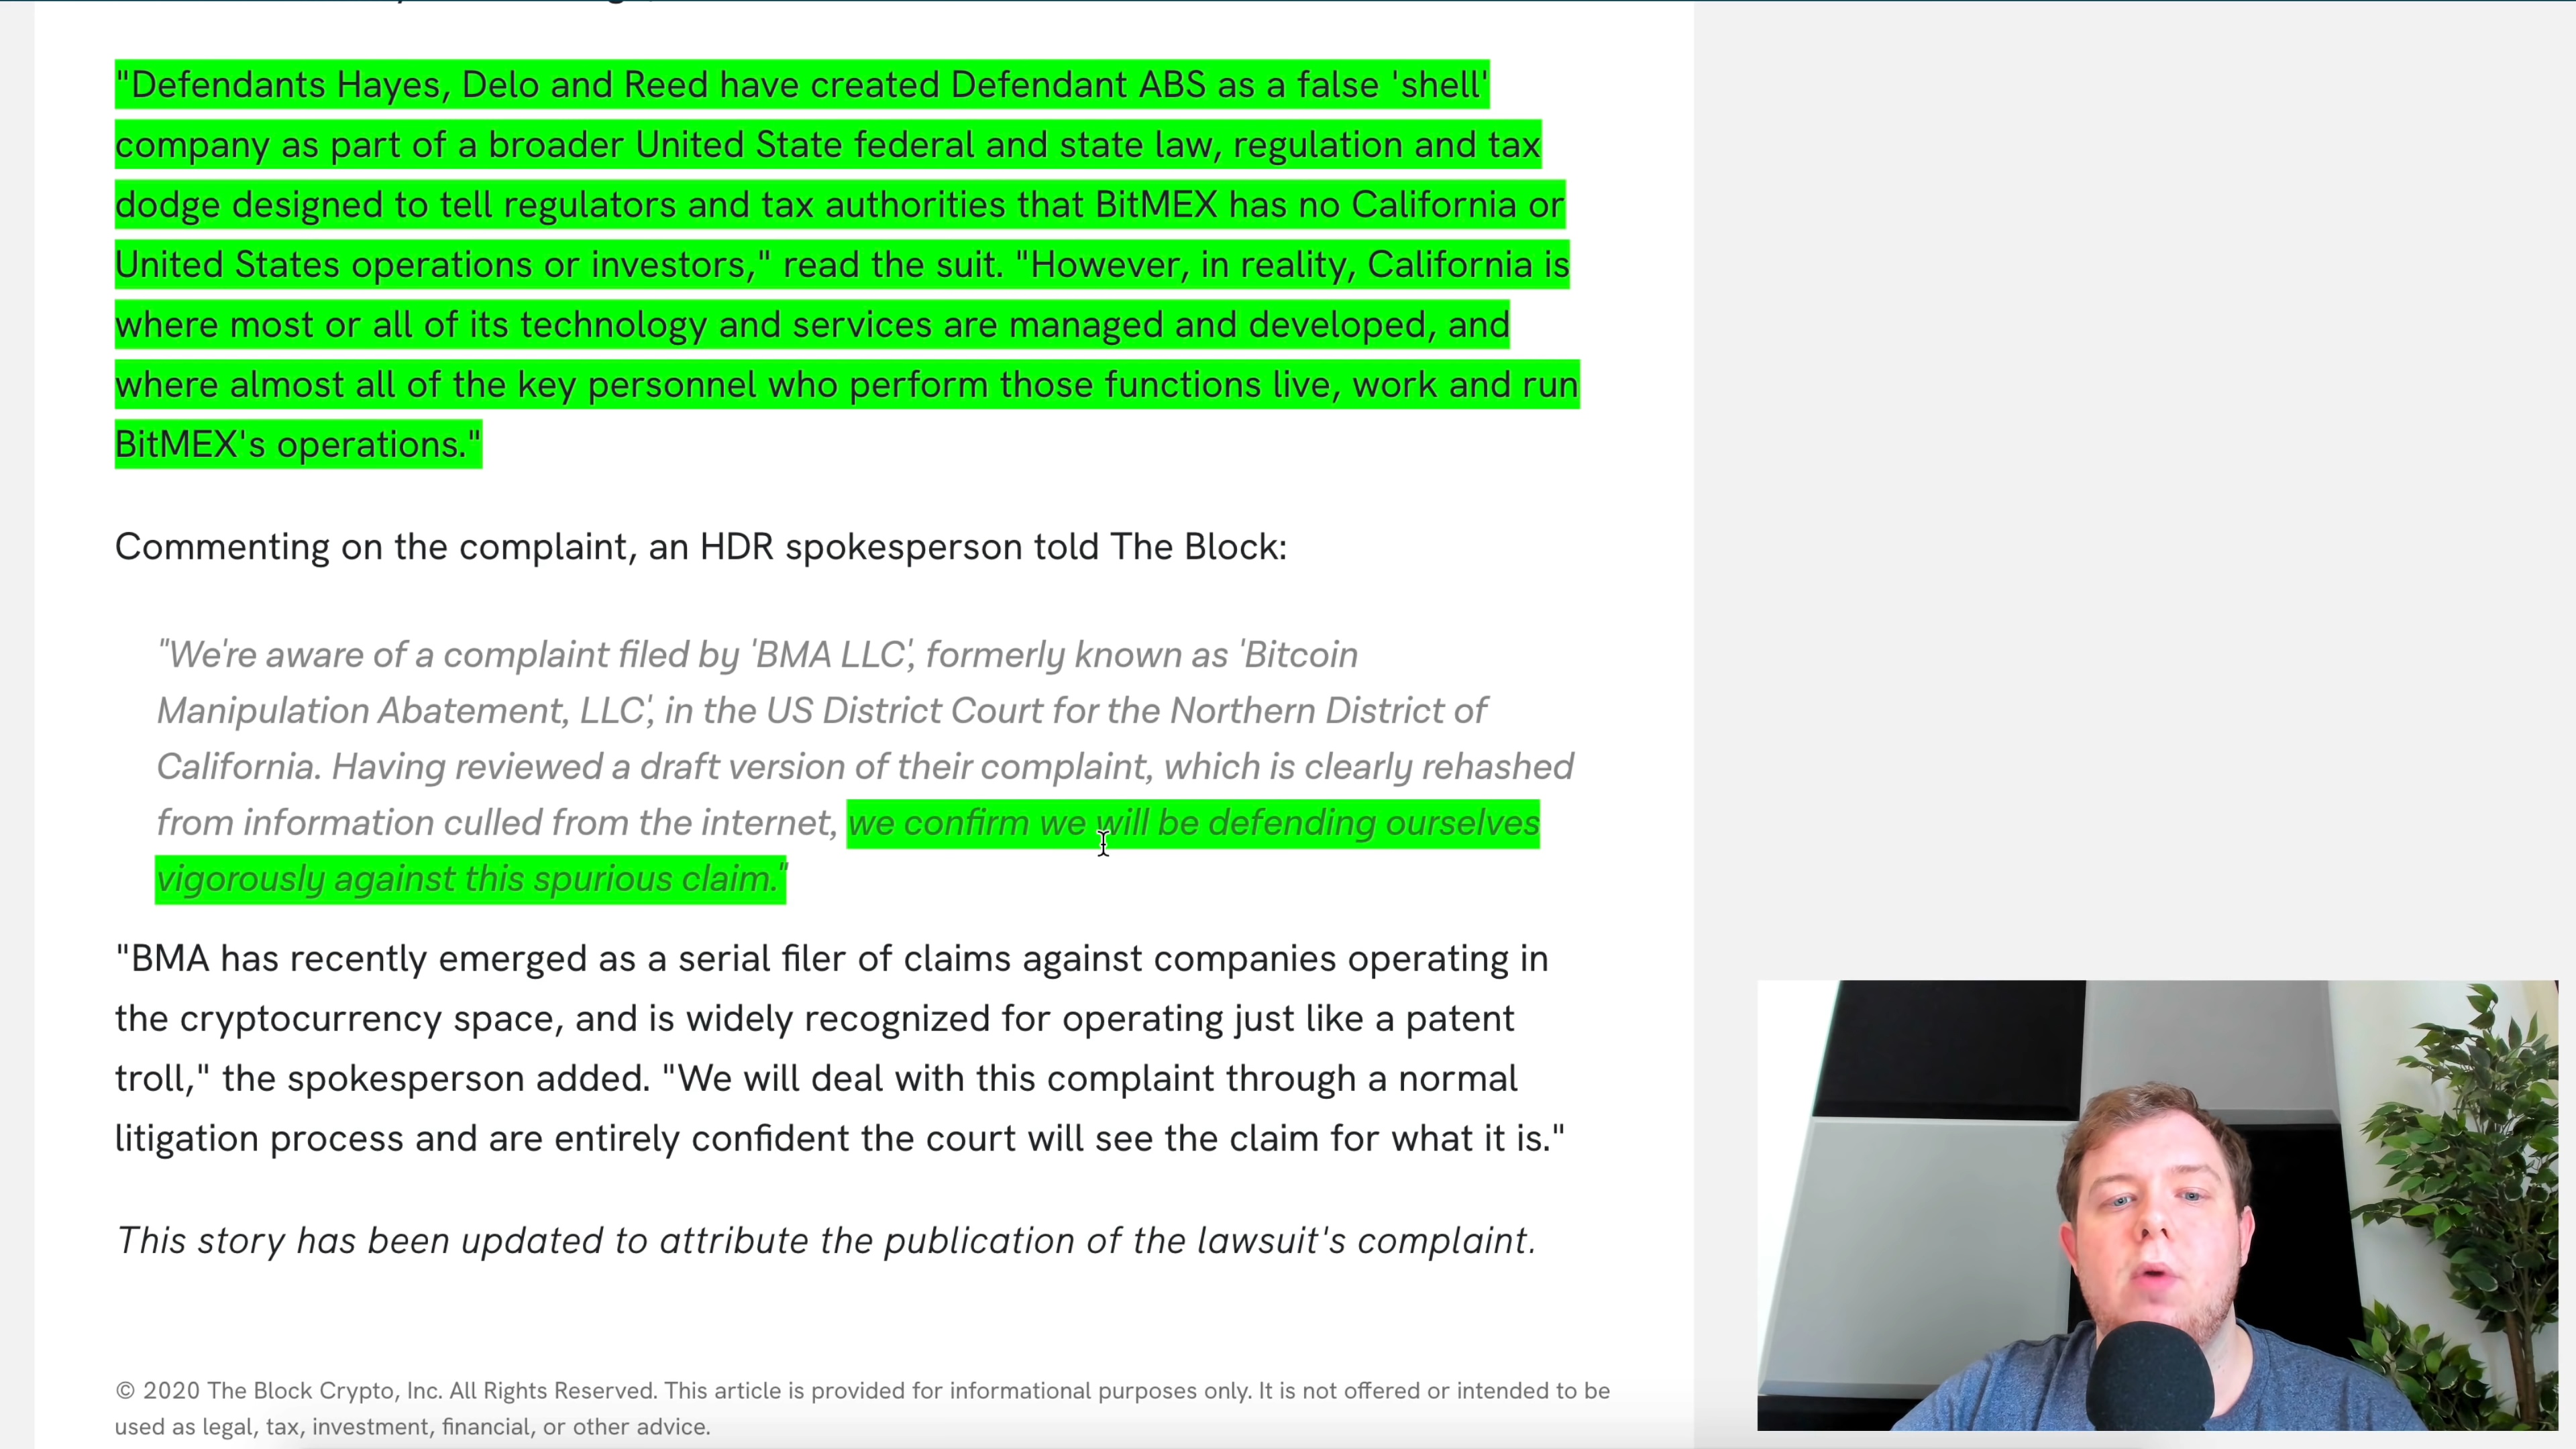 "Defendants Hayes, Delo and Reed have created Defendant ABS as a false 'shell'
company as part of a broader United State federal and state law, regulation and tax
dodge designed to tell regulators and tax authorities that BitMEX has no California or
United States operations or investors," read the suit. "However, in reality, California is
where most or all of its technology and services are managed and developed, and
where almost all of the key personnel who perform those functions live, work and run
BitMEX's operations."
Commenting on the complaint, an HDR spokesperson told The Block:
"We're aware of a complaint filed by 'BMA LLC', formerly known as 'Bitcoin
Manipulation Abatement, LLC', in the US District Court for the Northern District of
California. Having reviewed a draft version of their complaint, which is clearly rehashed
from information culled from the internet, we confirm we will be defending ourselves
vigorously against this spurious claim."
"BMA has recently emerged as a serial filer of claims against companies operating in
the cryptocurrency space, and is widely recognized for operating just like a patent
troll," the spokesperson added. "We will deal with this complaint through a normal
litigation process and are entirely confident the court will see the claim for what it is."
This story has been updated to attribute the publication of the lawsuit's complaint.
© 2020 The Block Crypto, Inc. All Rights Reserved. This article is provided for informational purposes only. It is not offered or intended to be
used as legal, tax, investment, financial, or other advice.